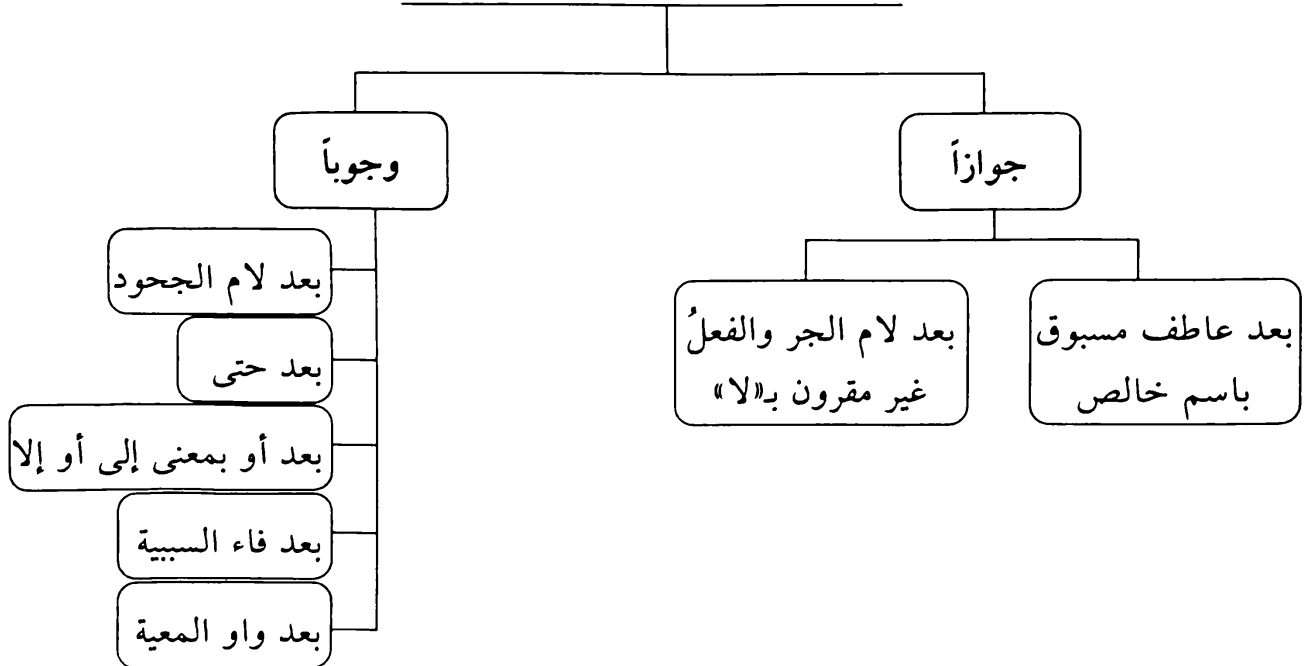 جوازاً
وجوباً
بعد عاطف مسبوق
باسم خالص
بعد لام الجر والفعلُ
غير مقرون بـ«لا»
بعد لام الجحود
بعد حتى
بعد أو بمعنى إلى أو إلا
بعد فاء السببية
بعد واو المعية